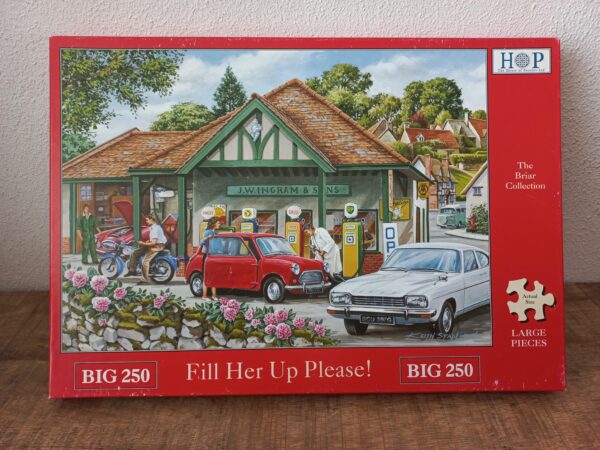 HOP
The House of Puzzles Ltd
J.W.INGRAM & SONS
The
Briar
Collection
Actual
Size
LARGE
PIECES
BIG 250
Fill Her Up Please!
BIG 250